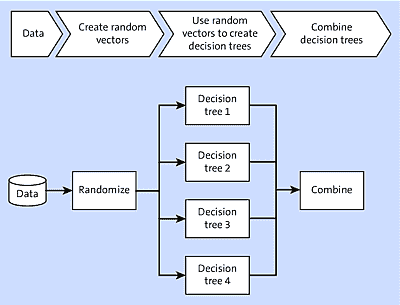 Data
Create random
vectors
Use random
vectors to create
decision trees
Combine
decision trees
Data
Randomize
Decision
tree 1
Decision
tree 2
Decision
tree 3
Decision
tree 4
Combine